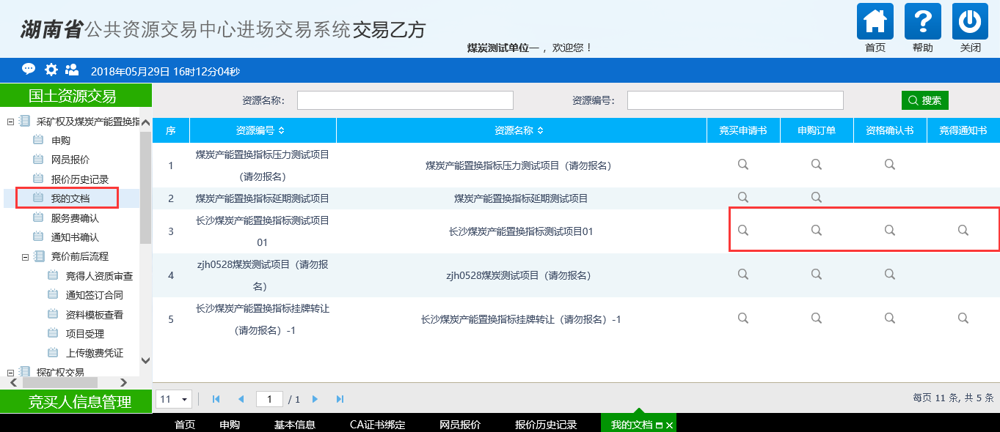 湖南省公共资源交易中心进场交易系统交易乙方
煤炭测试单位一 ，欢迎您！
首页
帮助
关闭
2018年05月29日 16时12分04秒
国土资源交易
采矿权及煤炭产能置换指
申购
网员报价
报价历史记录
我的文档
服务费确认
通知书确认
竞价前后流程
竞得人资质审查
通知签订合同
资料模板查看
项目受理
上传缴费凭证
探矿权交易
竞买人信息管理
资源名称： 资源编号： 搜索
序 资源编号 资源名称 竞买申请书 申购订单 资格确认书 竞得通知书
1 煤炭产能置换指标压力测试项目
（请勿报名） 煤炭产能置换指标压力测试项目（请勿报名）
2 煤炭产能置换指标延期测试项目 煤炭产能置换指标延期测试项目
3 长沙煤炭产能置换指标测试项目
01 长沙煤炭产能置换指标测试项目01
4 zjh0528煤炭测试项目（请勿报
名） zjh0528煤炭测试项目（请勿报名）
5 长沙煤炭产能置换指标挂牌转让
（请勿报名）-1 长沙煤炭产能置换指标挂牌转让（请勿报名）-1
11 1 / 1 每页 11 条, 共 5 条
首页 申购 基本信息 CA证书绑定 网员报价 报价历史记录 我的文档